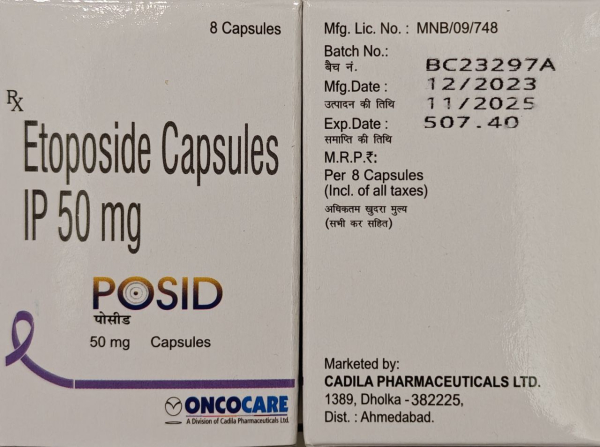 8 Capsules
Rx
Etoposide Capsules
IP 50 mg
POSID
पोसीड
50 mg Capsules
ONCOCARE
A Division of Cadila Pharmaceuticals Ltd.
Mfg. Lic. No. : MNB/09/748
Batch No.:
बैच नं. BC23297A
Mfg.Date : 12/2023
उत्पादन की तिथि 11/2025
Exp.Date : 507.40
समाप्ति की तिथि
M.R.P.₹:
Per 8 Capsules
(Incl. of all taxes)
अधिकतम खुदरा मुल्य
(सभी कर सहित)
Marketed by:
CADILA PHARMACEUTICALS LTD.
1389, Dholka - 382225,
Dist. : Ahmedabad.